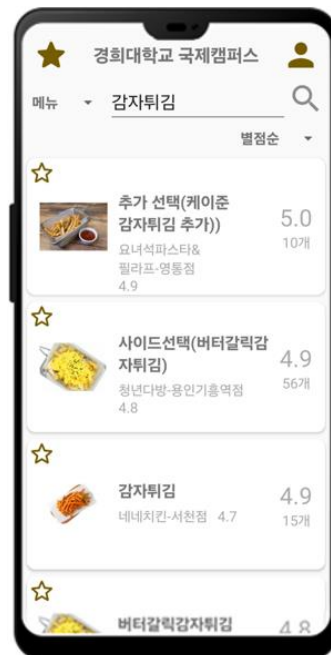 경희대학교 국제캠퍼스
메뉴 감자튀김
별점순
추가 선택(케이준
감자튀김 추가))
5.0
10개
요녀석파스타&
필라프-영통점
4.9
사이드선택(버터갈릭감
자튀김)
4.9
56개
청년다방-용인기흥역점
4.8
감자튀김
4.9
15개
네네치킨-서천점 4.7
버터갈릭감자튀김
4.8